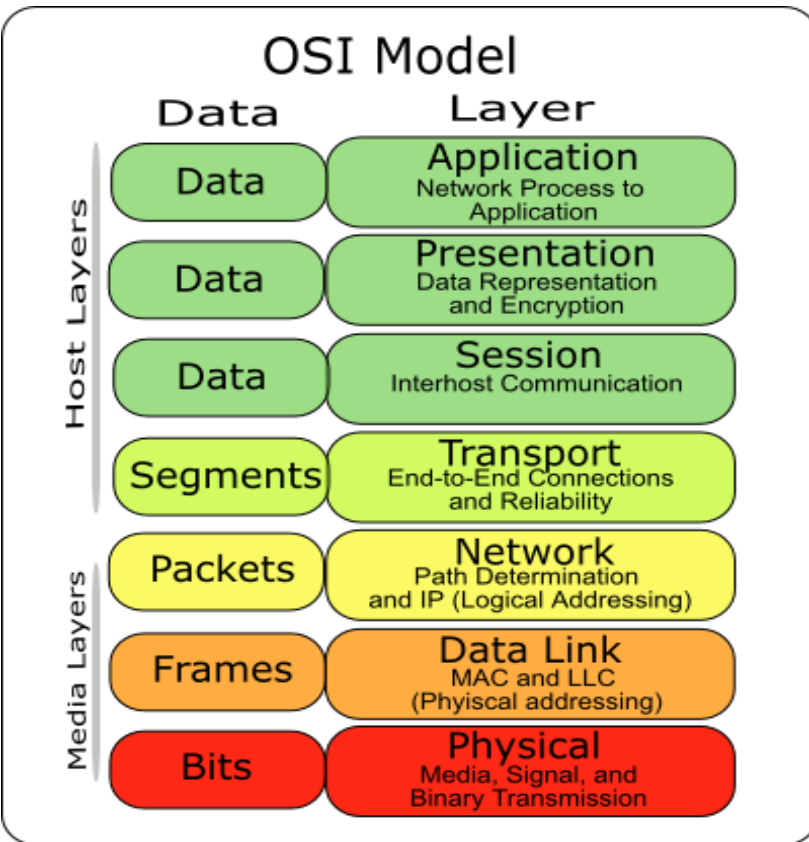 OSI Model
Data Layer
Host Layers
Data
Application
Network Process to
Application
Data
Presentation
Data Representation
and Encryption
Data
Session
Interhost Communication
Segments
Transport
End-to-End Connections
and Reliability
Media Layers
Packets
Network
Path Determination
and IP (Logical Addressing)
Frames
Data Link
MAC and LLC
(Phyiscal addressing)
Bits
Physical
Media, Signal, and
Binary Transmission